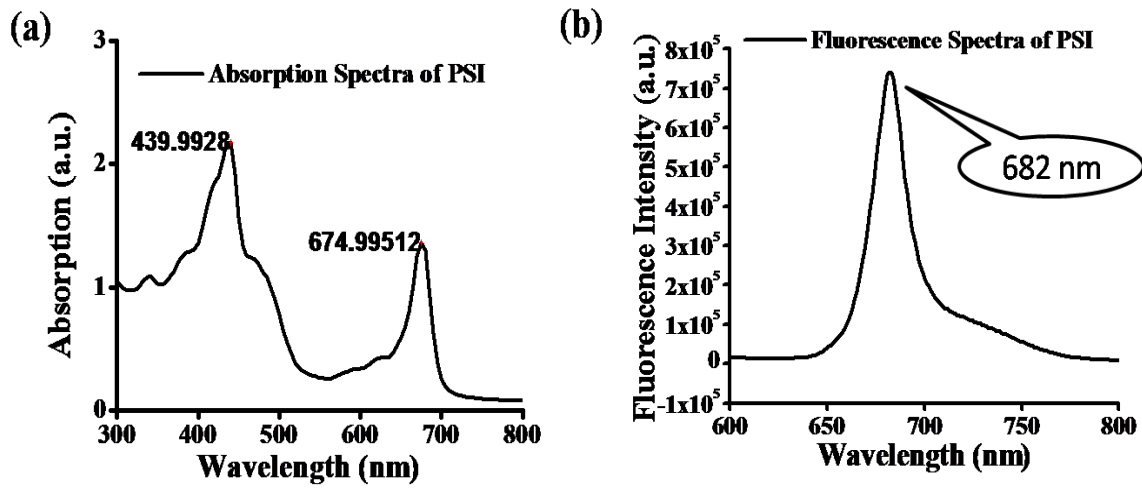 (a)
Absorption (a.u.)
3
2
1
0
Absorption Spectra of PSI
439.9928
674.99512
300 400 500 600 700 800
Wavelength (nm)
(b)
Fluorescence Intensity (a.u.)
8x10⁵
7x10⁵
6x10⁵
5x10⁵
4x10⁵
3x10⁵
2x10⁵
1x10⁵
0
-1x10⁵
Fluorescence Spectra of PSI
682 nm
600 650 700 750 800
Wavelength (nm)